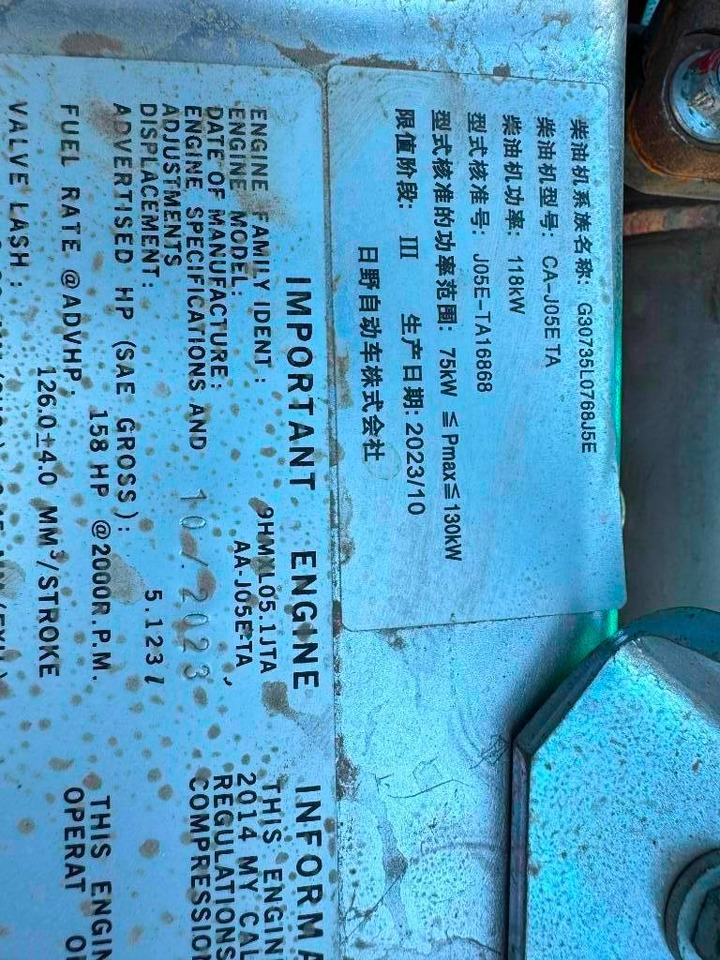 柴油机系族名称: G30735L0768J5E
柴油机型号: CA-J05ETA
柴油机功率: 118kW
型式核准号: J05E-TA16868
型式核准的功率范围: 75kW ≦Pmax≦130kW
限值阶段: III 生产日期: 2023/10
日野自动车株式会社
IMPORTANT ENGINE INFORMA
ENGINE FAMILY IDENT: 9HMXL05.1JTA
ENGINE MODEL: AA-J05E-TA
DATE OF MANUFACTURE: 10/2023
ENGINE SPECIFICATIONS AND
ADJUSTMENTS
DISPLACEMENT: 5.123ℓ
ADVERTISED HP (SAE GROSS):
158 HP @2000R.P.M.
FUEL RATE @ADVHP.
126.0±4.0 MM³/STROKE
VALVE LASH:
THIS ENGIN
2014 MY CAL
REGULATIONS
COMPRESSION
THIS ENGIN
OPERAT